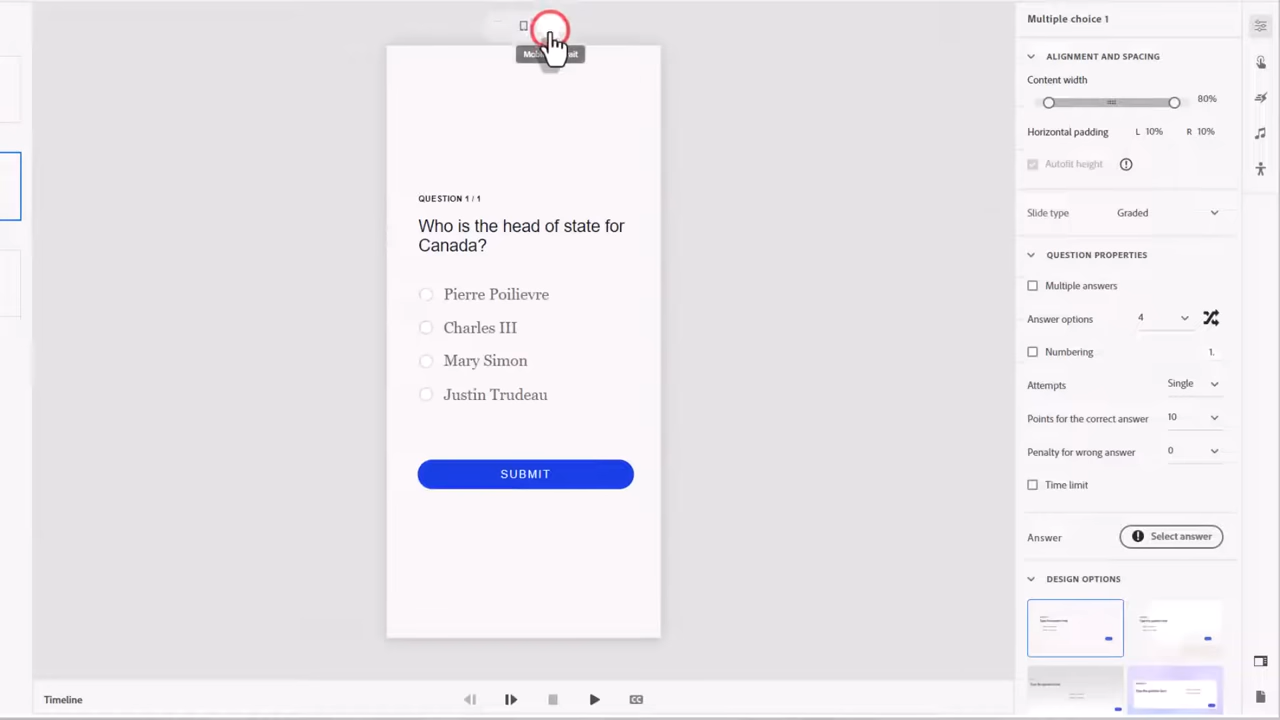 Multiple choice 1
ALIGNMENT AND SPACING
Content width
80%
Horizontal padding L 10% R 10%
Autofit height
Slide type Graded
QUESTION PROPERTIES
Multiple answers
Answer options 4
Numbering 1.
Attempts Single
Points for the correct answer 10
Penalty for wrong answer 0
Time limit
Answer Select answer
DESIGN OPTIONS
QUESTION 1 / 1
Who is the head of state for
Canada?
Pierre Poilievre
Charles III
Mary Simon
Justin Trudeau
SUBMIT
Timeline
CC